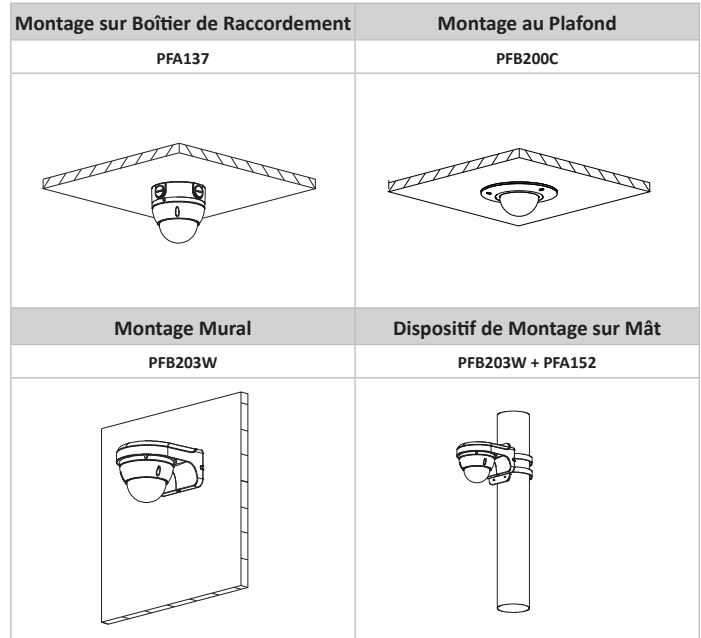 Montage sur Boîtier de Raccordement
Montage au Plafond
PFA137
PFB200C
Montage Mural
Dispositif de Montage sur Mât
PFB203W
PFB203W + PFA152